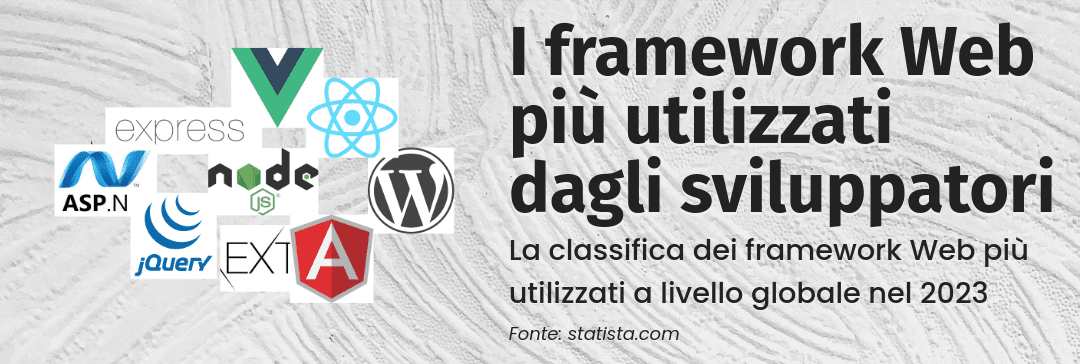 I framework Web
più utilizzati
dagli sviluppatori
La classifica dei framework Web più
utilizzati a livello globale nel 2023
Fonte: statista.com
express
node
JS
ASP.N
W
jQuery
EXT
A